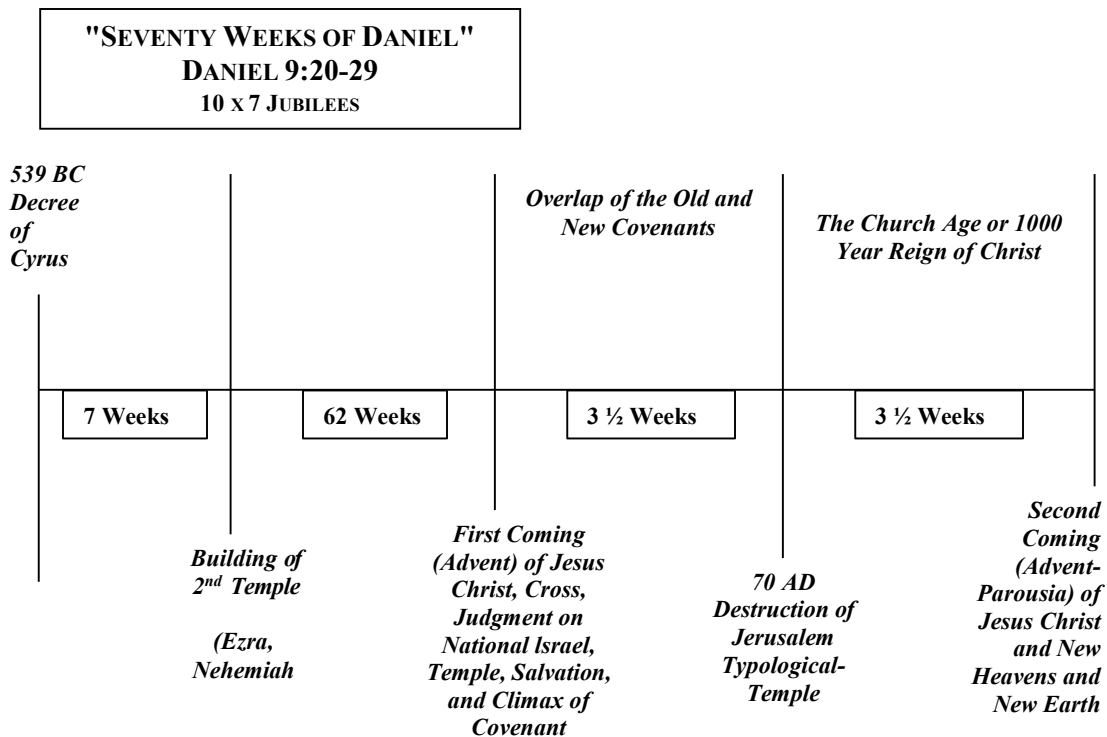 "SEVENTY WEEKS OF DANIEL"
DANIEL 9:20-29
10 X 7 JUBILEES
539 BC
Decree
of
Cyrus
Overlap of the Old and
New Covenants
The Church Age or 1000
Year Reign of Christ
7 Weeks
62 Weeks
3 ½ Weeks
3 ½ Weeks
Building of
2nd Temple
(Ezra,
Nehemiah
First Coming
(Advent) of Jesus
Christ, Cross,
Judgment on
National Israel,
Temple, Salvation,
and Climax of
Covenant
70 AD
Destruction of
Jerusalem
Typological-
Temple
Second
Coming
(Advent-
Parousia) of
Jesus Christ
and New
Heavens and
New Earth